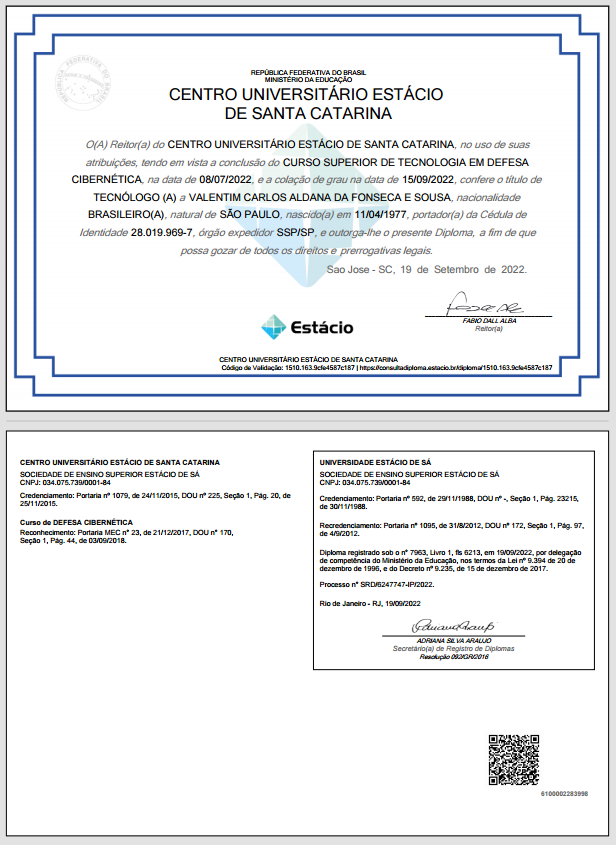 REPÚBLICA FEDERATIVA DO BRASIL
MINISTÉRIO DA EDUCAÇÃO
CENTRO UNIVERSITÁRIO ESTÁCIO
DE SANTA CATARINA
O(A) Reitor(a) do CENTRO UNIVERSITÁRIO ESTÁCIO DE SANTA CATARINA, no uso de suas
atribuições, tendo em vista a conclusão do CURSO SUPERIOR DE TECNOLOGIA EM DEFESA
CIBERNÉTICA, na data de 08/07/2022, e a colação de grau na data de 15/09/2022, confere o título de
TECNÓLOGO (A) a VALENTIM CARLOS ALDANA DA FONSECA E SOUSA, nacionalidade
BRASILEIRO(A), natural de SÃO PAULO, nascido(a) em 11/04/1977, portador(a) da Cédula de
Identidade 28.019.969-7, órgão expedidor SSP/SP, e outorga-lhe o presente Diploma, a fim de que
possa gozar de todos os direitos e prerrogativas legais.
Sao Jose - SC, 19 de Setembro de 2022.
FABIO DALL ALBA
Reitor(a)
Estácio
CENTRO UNIVERSITÁRIO ESTÁCIO DE SANTA CATARINA
Código de Validação: 1510.163.9cfe4587c187 | https://consultadiploma.estacio.br/diploma/1510.163.9cfe4587c187
CENTRO UNIVERSITÁRIO ESTÁCIO DE SANTA CATARINA
SOCIEDADE DE ENSINO SUPERIOR ESTÁCIO DE SÁ
CNPJ: 034.075.739/0001-84
Credenciamento: Portaria nº 1079, de 24/11/2015, DOU nº 225, Seção 1, Pág. 20, de
25/11/2015.
Curso de DEFESA CIBERNÉTICA
Reconhecimento: Portaria MEC n° 23, de 21/12/2017, DOU n° 170,
Seção 1, Pág. 44, de 03/09/2018.
UNIVERSIDADE ESTÁCIO DE SÁ
SOCIEDADE DE ENSINO SUPERIOR ESTÁCIO DE SÁ
CNPJ: 034.075.739/0001-84
Credenciamento: Portaria nº 592, de 29/11/1988, DOU nº -, Seção 1, Pág. 23215,
de 30/11/1988.
Recredenciamento: Portaria nº 1095, de 31/8/2012, DOU nº 172, Seção 1, Pág. 97,
de 4/9/2012.
Diploma registrado sob o n° 7963, Livro 1, fls 6213, em 19/09/2022, por delegação
de competência do Ministério da Educação, nos termos da Lei nº 9.394 de 20 de
dezembro de 1996, e do Decreto nº 9.235, de 15 de dezembro de 2017.
Processo n° SRD/6247747-IP/2022.
Rio de Janeiro - RJ, 19/09/2022
ADRIANA SILVA ARAUJO
Secretário(a) de Registro de Diplomas
Resolução 092/GR/2016
6100002283998